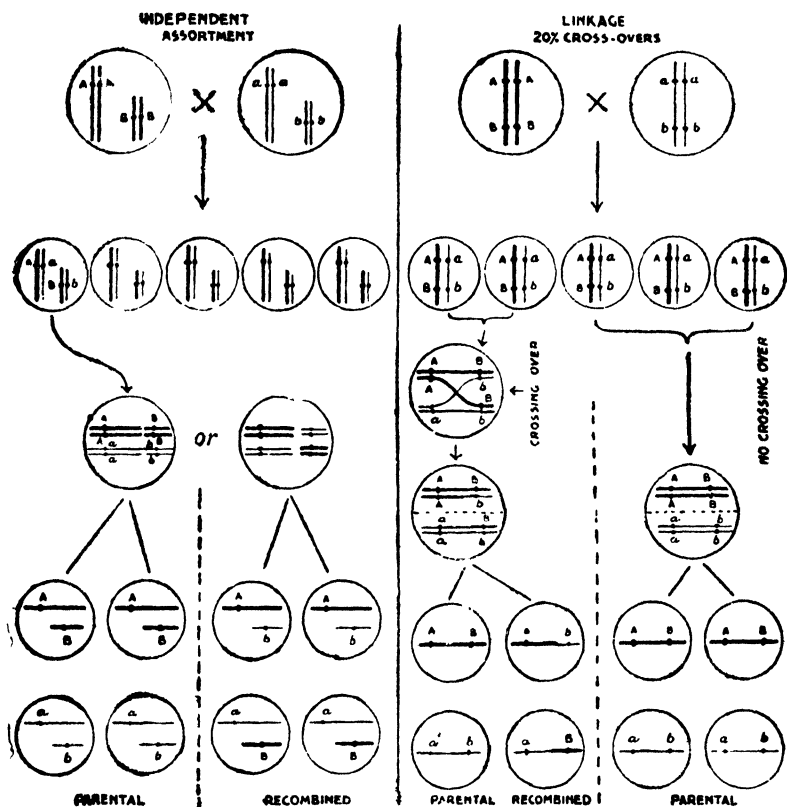 INDEPENDENT
ASSORTMENT
LINKAGE
20% CROSS-OVERS
A
B B
a a
b b
A
B B
a a
b b
A a
B b
A a
B b
A a
B b
A a
B b
A a
B b
A a
B b
A B
A b
a B
a b
CROSSING OVER
NO CROSSING OVER
or
A B
A
a
a b
A B
A b
a B
a b
A B
A B
a b
a b
A
B
A
B
A
b
A
b
A B
b
A B
A B
a
b
a
b
a
B
a
B
a' b
a B
a b
a b
PARENTAL
RECOMBINED
PARENTAL
RECOMBINED
PARENTAL